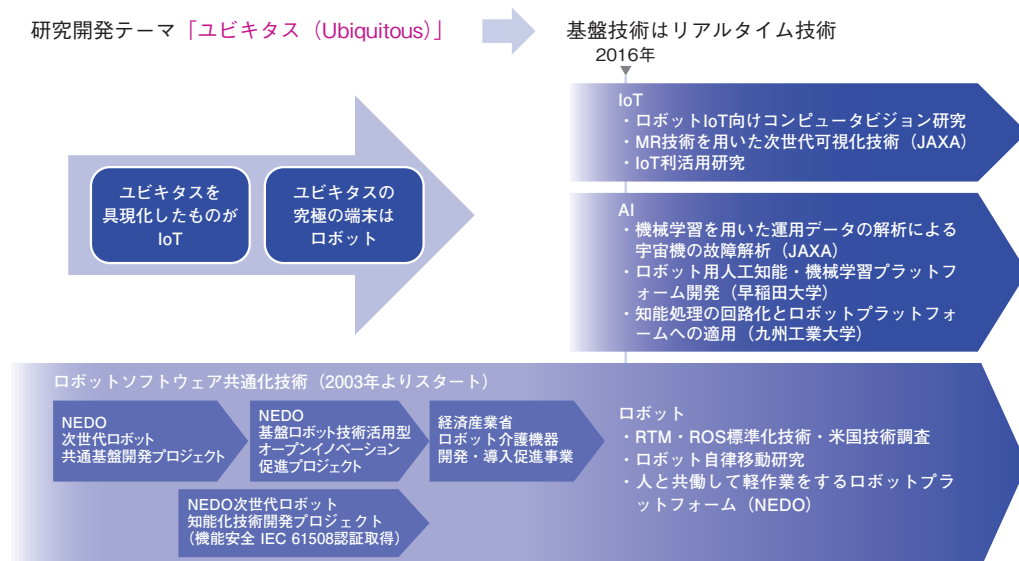 研究開発テーマ「ユビキタス（Ubiquitous）」
基盤技術はリアルタイム技術
2016年
ユビキタスを
具現化したものが
IoT
ユビキタスの
究極の端末は
ロボット
IoT
・ロボットIoT向けコンピュータビジョン研究
・MR技術を用いた次世代可視化技術（JAXA）
・IoT利活用研究
AI
・機械学習を用いた運用データの解析による
宇宙機の故障解析（JAXA）
・ロボット用人工知能・機械学習プラットフ
ォーム開発（早稲田大学）
・知能処理の回路化とロボットプラットフォ
ームへの適用（九州工業大学）
ロボットソフトウェア共通化技術（2003年よりスタート）
NEDO
次世代ロボット
共通基盤開発プロジェクト
NEDO
基盤ロボット技術活用型
オープンイノベーション
促進プロジェクト
経済産業省
ロボット介護機器
開発・導入促進事業
NEDO次世代ロボット
知能化技術開発プロジェクト
（機能安全 IEC 61508認証取得）
ロボット
・RTM・ROS標準化技術・米国技術調査
・ロボット自律移動研究
・人と共働して軽作業をするロボットプラ
ットフォーム（NEDO）